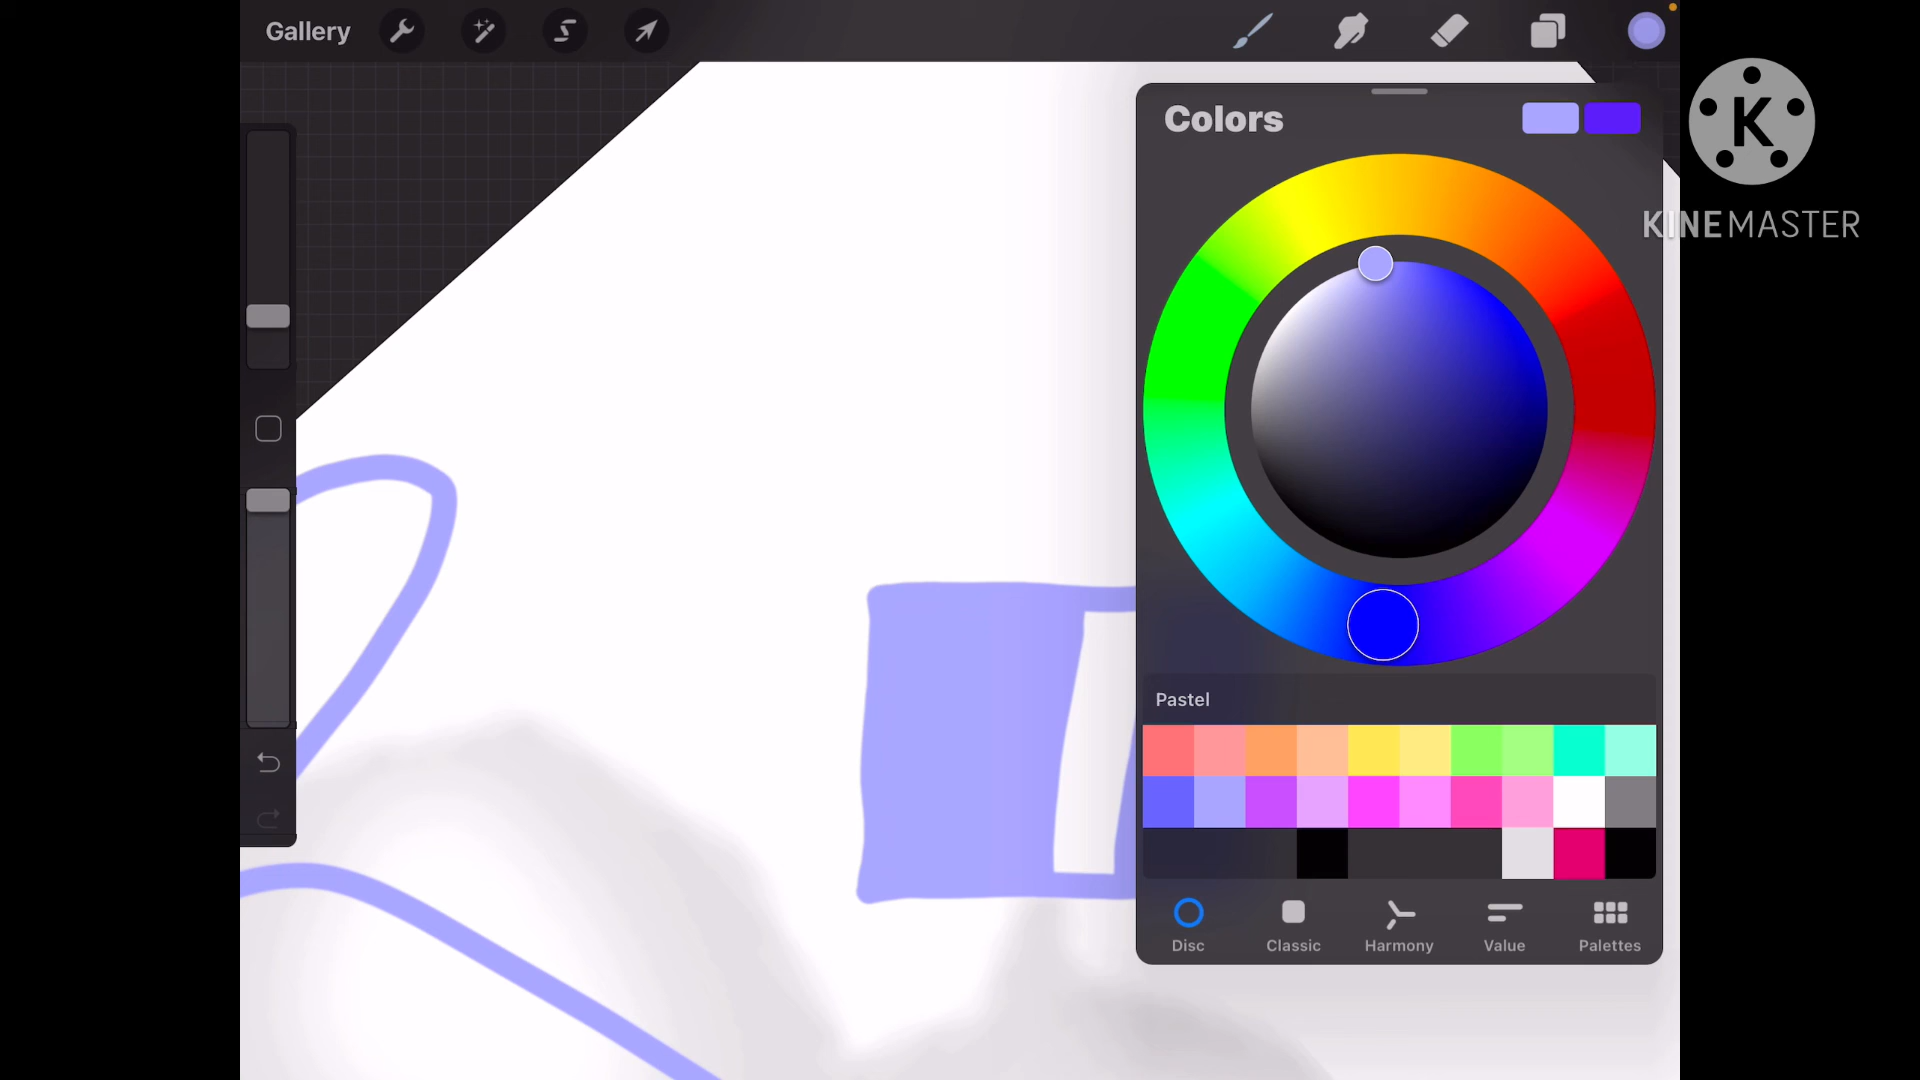 Gallery
Colors
K
KINEMASTER
Pastel
Disc
Classic
Harmony
Value
Palettes